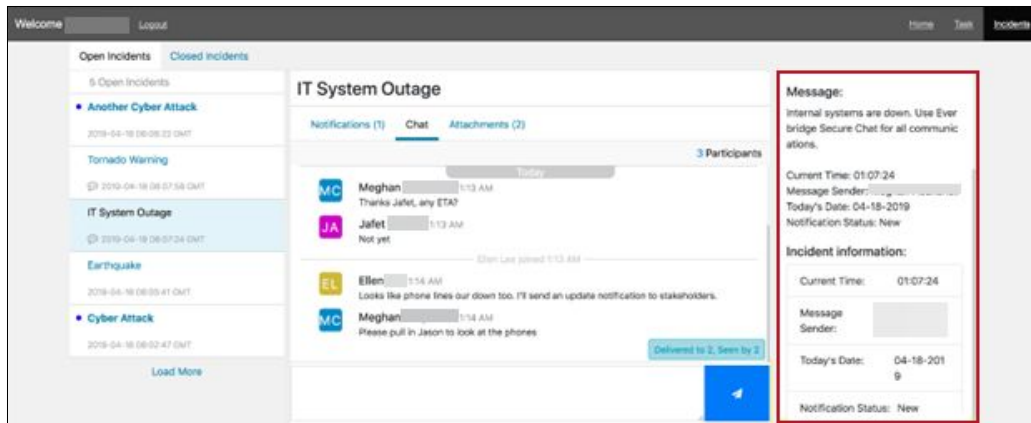 Welcome
Logout
Home
Task
Incidents
Open Incidents
Closed Incidents
5 Open Incidents
Another Cyber Attack
2019-04-18 08:08:22 GMT
Tornado Warning
2019-04-18 08:07:58 GMT
IT System Outage
2019-04-18 08:07:24 GMT
Earthquake
2019-04-18 08:05:41 GMT
Cyber Attack
2019-04-18 08:02:47 GMT
Load More
IT System Outage
Notifications (1)
Chat
Attachments (2)
3 Participants
Today
MC
Meghan
1:13 AM
Thanks Jafet, any ETA?
JA
Jafet
1:13 AM
Not yet
Ellen Lee joined 1:13 AM
EL
Ellen
1:14 AM
Looks like phone lines our down too. I'll send an update notification to stakeholders.
MC
Meghan
1:14 AM
Please pull in Jason to look at the phones
Delivered to 2, Seen by 2
Message:
Internal systems are down. Use Ever
bridge Secure Chat for all communic
ations.
Current Time: 01:07:24
Message Sender:
Today's Date: 04-18-2019
Notification Status: New
Incident information:
Current Time: 01:07:24
Message
Sender:
Today's Date: 04-18-201
9
Notification Status: New